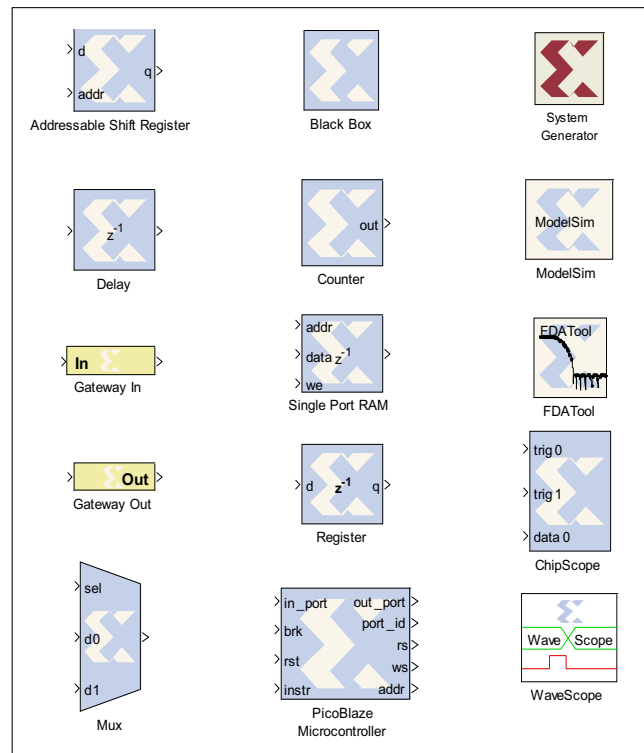 d
q
addr
Addressable Shift Register
Black Box
System
Generator
z-1
Delay
out
Counter
ModelSim
ModelSim
In
Gateway In
addr
data z-1
we
Single Port RAM
FDATool
FDATool
Out
Gateway Out
d z-1 q
Register
trig 0
trig 1
data 0
ChipScope
sel
d0
d1
Mux
in_port out_port
brk port_id
rs
rst ws
instr addr
PicoBlaze
Microcontroller
Wave Scope
WaveScope